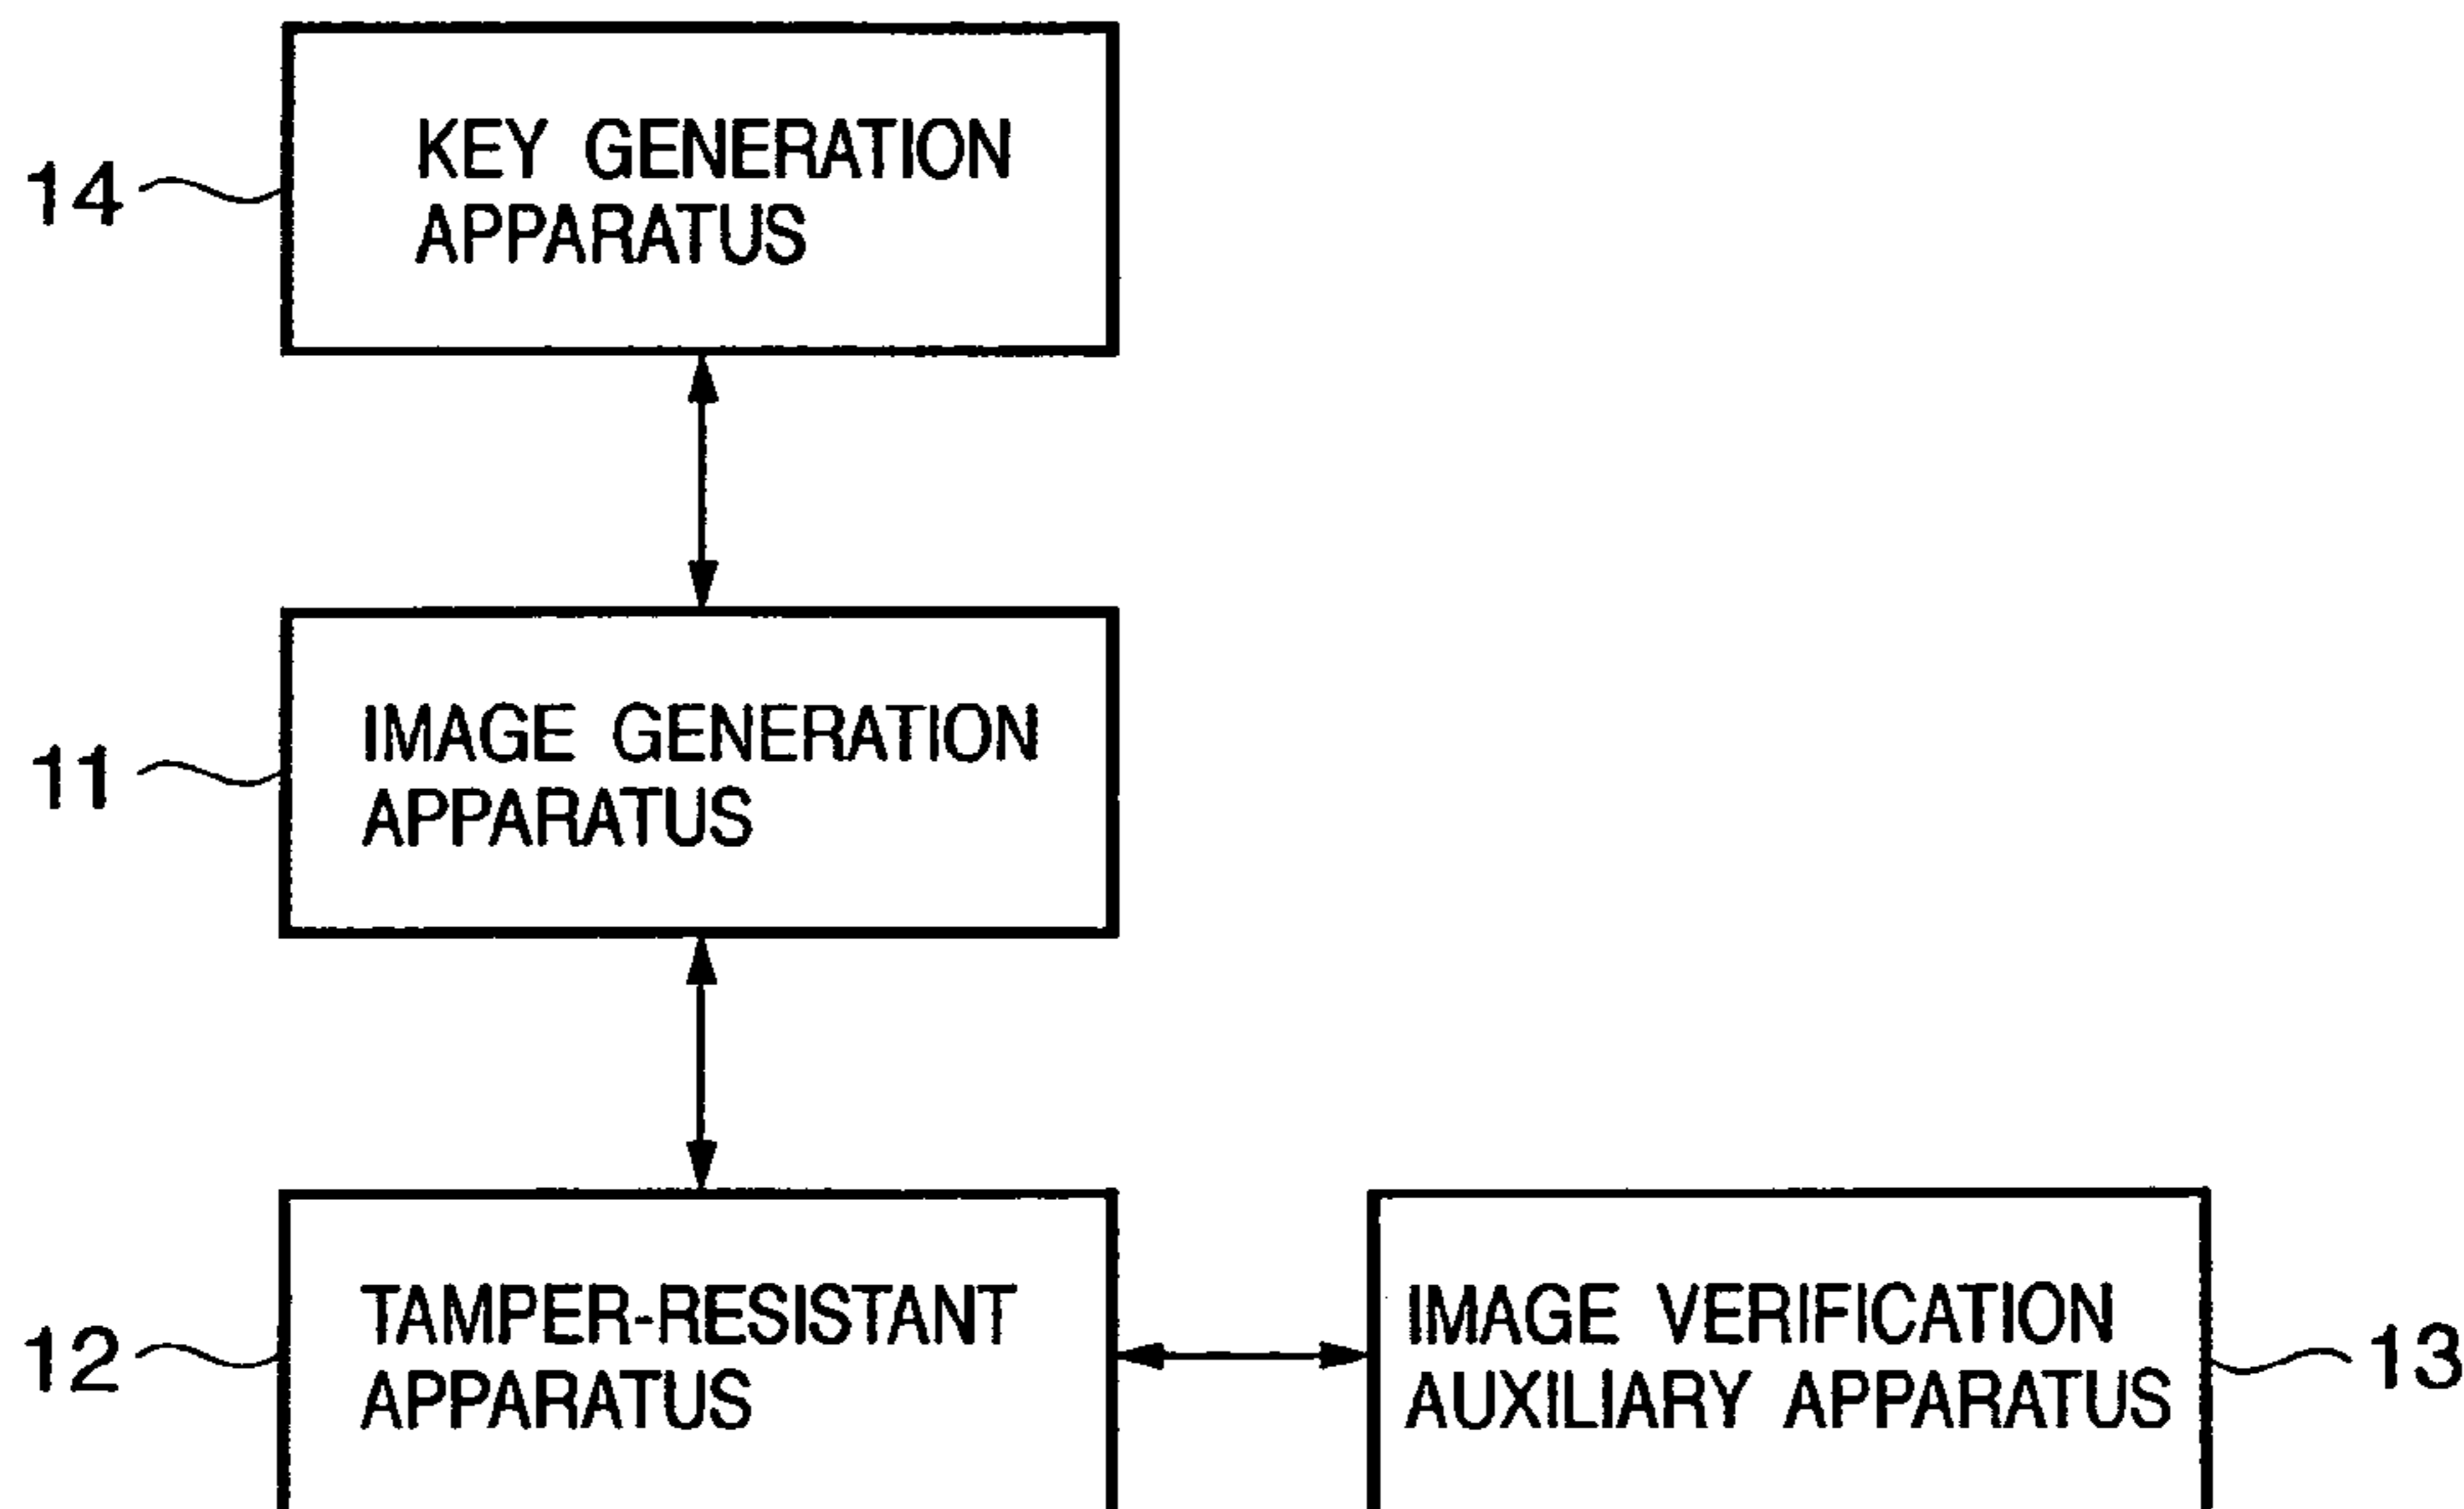 KEY GENERATION
APPARATUS
14
IMAGE GENERATION
APPARATUS
11
TAMPER-RESISTANT
APPARATUS
12
IMAGE VERIFICATION
AUXILIARY APPARATUS
13